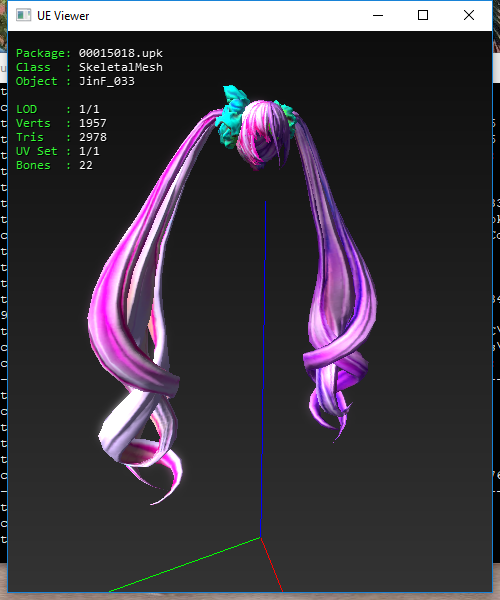 UE Viewer
Package: 00015018.upk
Class  : SkeletalMesh
Object : JinF_033
LOD    : 1/1
Verts  : 1957
Tris   : 2978
UV Set : 1/1
Bones  : 22